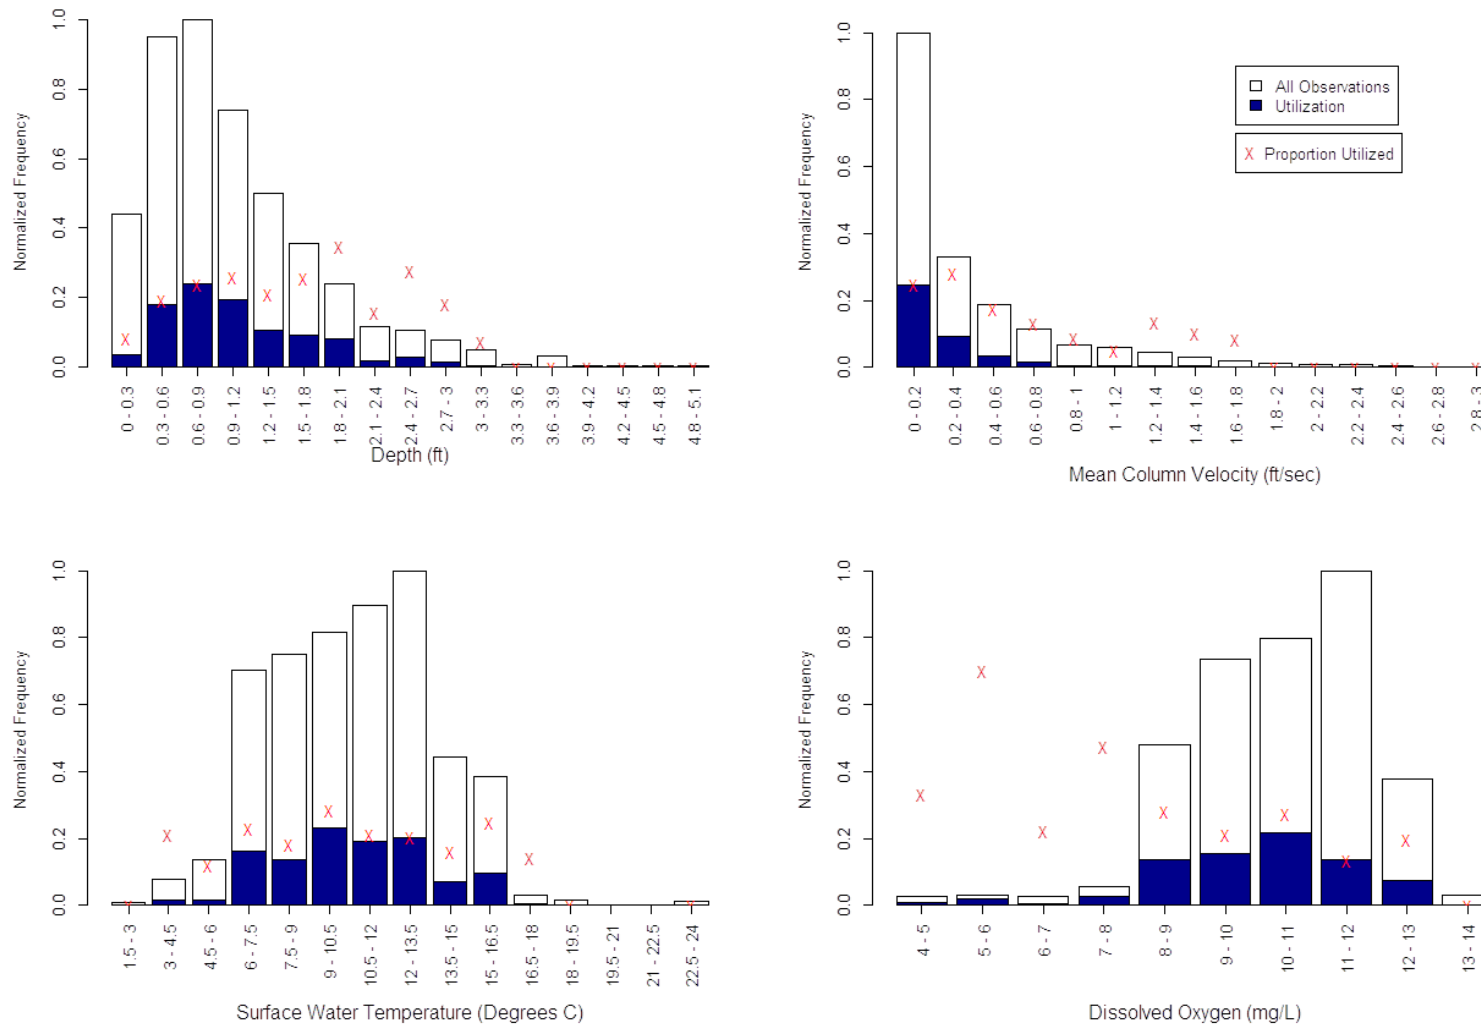 Normalized Frequency
0.0 0.2 0.4 0.6 0.8 1.0
0 - 0.3
0.3 - 0.6
0.6 - 0.9
0.9 - 1.2
1.2 - 1.5
1.5 - 1.8
1.8 - 2.1
2.1 - 2.4
2.4 - 2.7
2.7 - 3
3 - 3.3
3.3 - 3.6
3.6 - 3.9
3.9 - 4.2
4.2 - 4.5
4.5 - 4.8
4.8 - 5.1
Depth (ft)
Normalized Frequency
0.0 0.2 0.4 0.6 0.8 1.0
All Observations
Utilization
X Proportion Utilized
0 - 0.2
0.2 - 0.4
0.4 - 0.6
0.6 - 0.8
0.8 - 1
1 - 1.2
1.2 - 1.4
1.4 - 1.6
1.6 - 1.8
1.8 - 2
2 - 2.2
2.2 - 2.4
2.4 - 2.6
2.6 - 2.8
2.8 - 3
Mean Column Velocity (ft/sec)
Normalized Frequency
0.0 0.2 0.4 0.6 0.8 1.0
1.5 - 3
3 - 4.5
4.5 - 6
6 - 7.5
7.5 - 9
9 - 10.5
10.5 - 12
12 - 13.5
13.5 - 15
15 - 16.5
16.5 - 18
18 - 19.5
19.5 - 21
21 - 22.5
22.5 - 24
Surface Water Temperature (Degrees C)
Normalized Frequency
0.0 0.2 0.4 0.6 0.8 1.0
4 - 5
5 - 6
6 - 7
7 - 8
8 - 9
9 - 10
10 - 11
11 - 12
12 - 13
13 - 14
Dissolved Oxygen (mg/L)